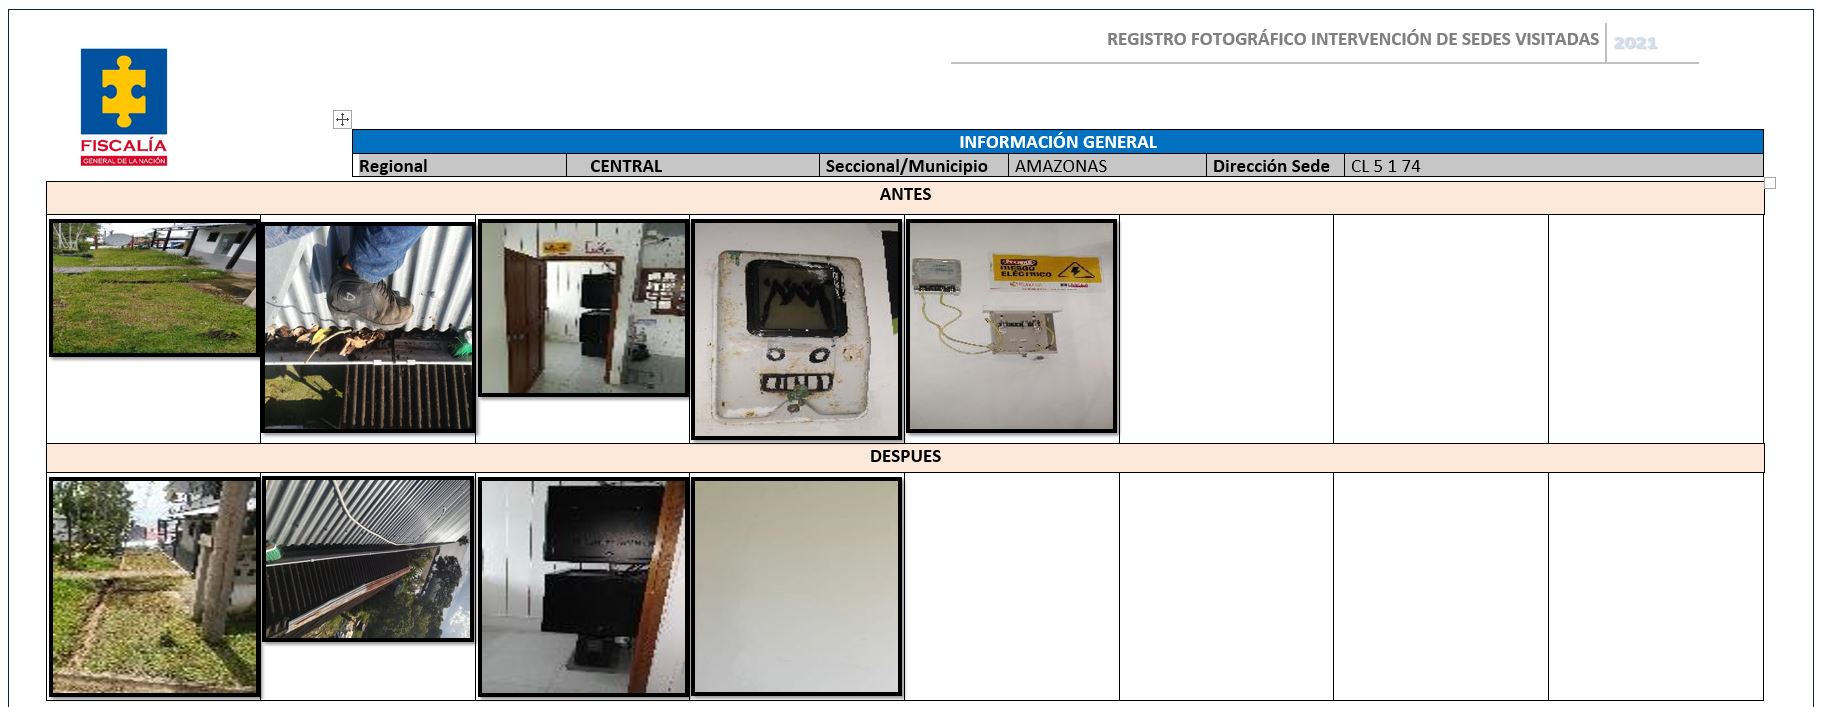 REGISTRO FOTOGRÁFICO INTERVENCIÓN DE SEDES VISITADAS 2021
FISCALÍA
GENERAL DE LA NACIÓN
INFORMACIÓN GENERAL
Regional CENTRAL Seccional/Municipio AMAZONAS Dirección Sede CL 5 1 74
ANTES
RIESGO
ELÉCTRICO
DESPUES